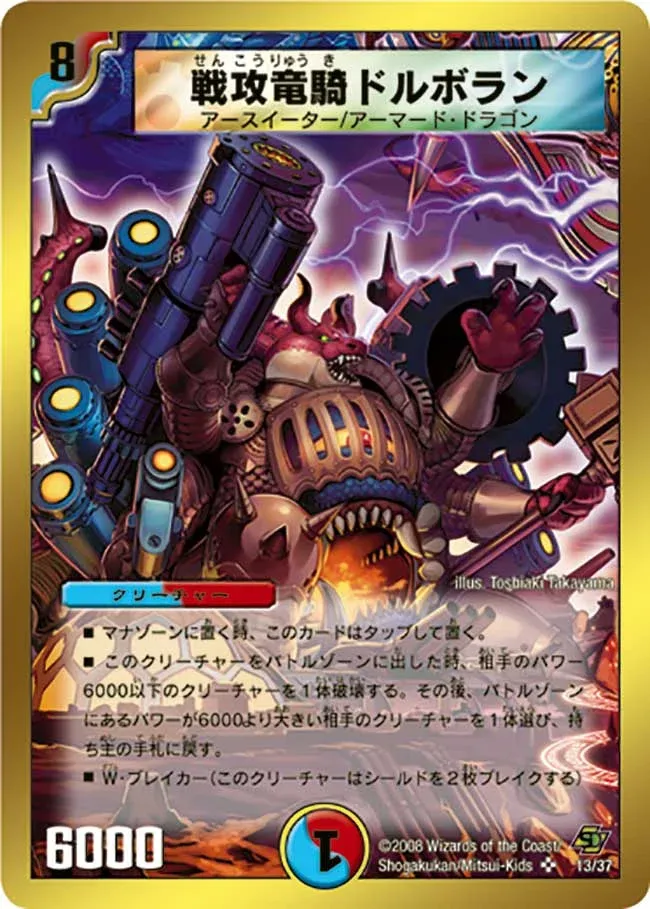 8
せんこうりゅうき
戦攻竜騎ドルボラン
アースイーター/アーマード・ドラゴン
illus. Toshiaki Takayama
クリーチャー
■ マナゾーンに置く時、このカードはタップして置く。
■ このクリーチャーをバトルゾーンに出した時、相手のパワー
6000以下のクリーチャーを1体破壊する。その後、バトルゾーン
にあるパワーが6000より大きい相手のクリーチャーを1体選び、持
ち主の手札に戻す。
■ W・ブレイカー(このクリーチャーはシールドを2枚ブレイクする)
6000
1
©2008 Wizards of the Coast/
Shogakukan/Mitsui-Kids
13/37